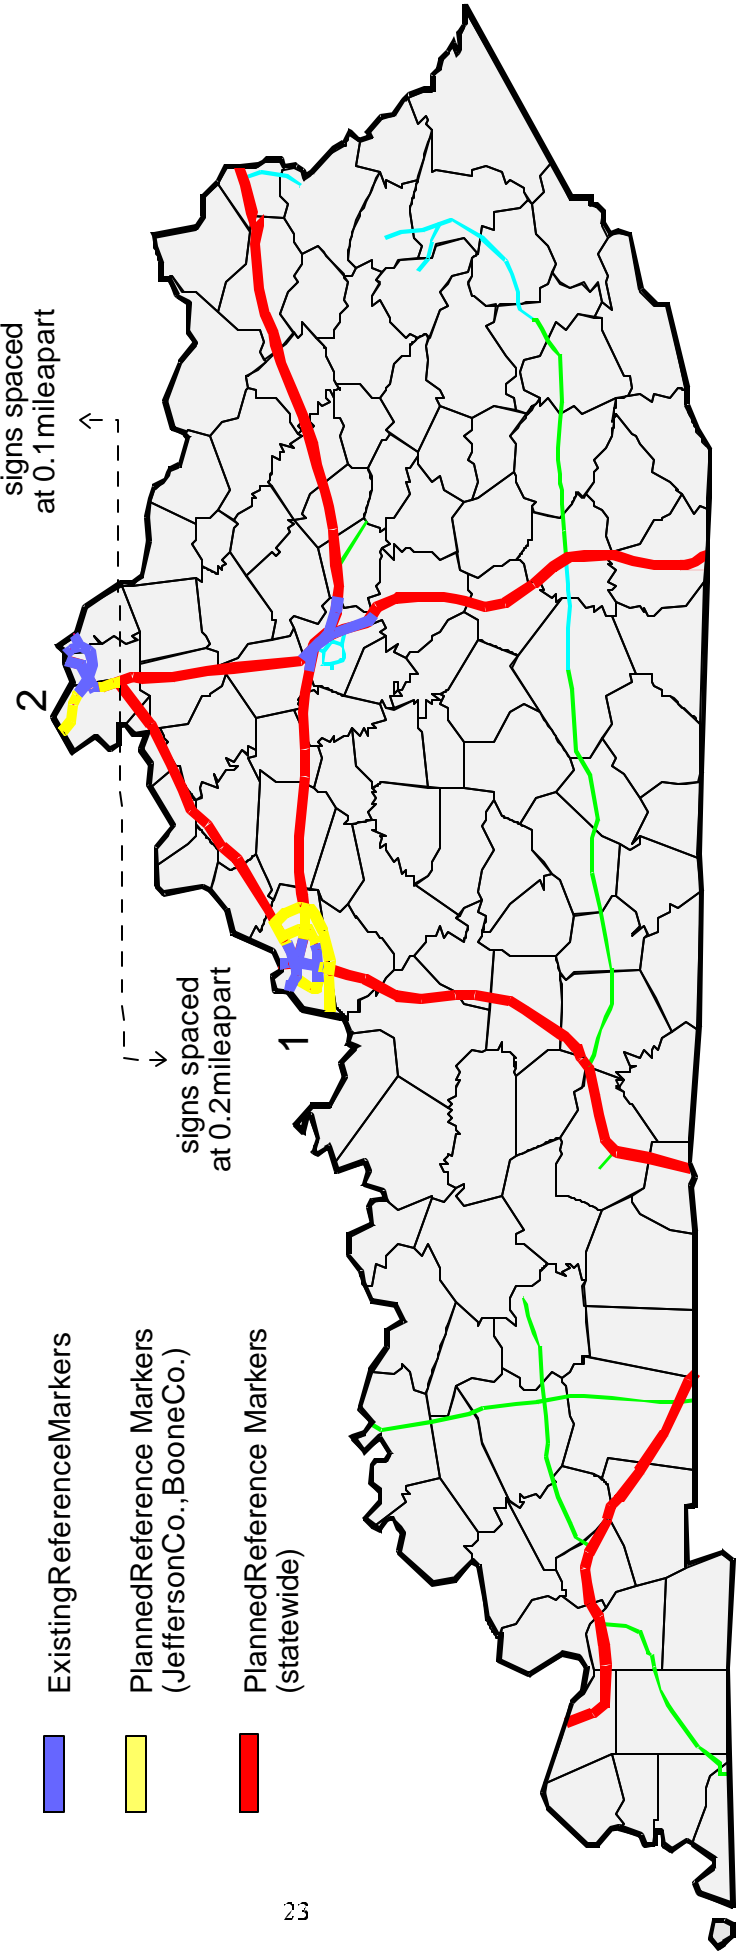 signs spaced
at 0.1mileapart
2
signs spaced
at 0.2mileapart
1
ExistingReferenceMarkers
PlannedReference Markers
(JeffersonCo.,BooneCo.)
PlannedReference Markers
(statewide)
23